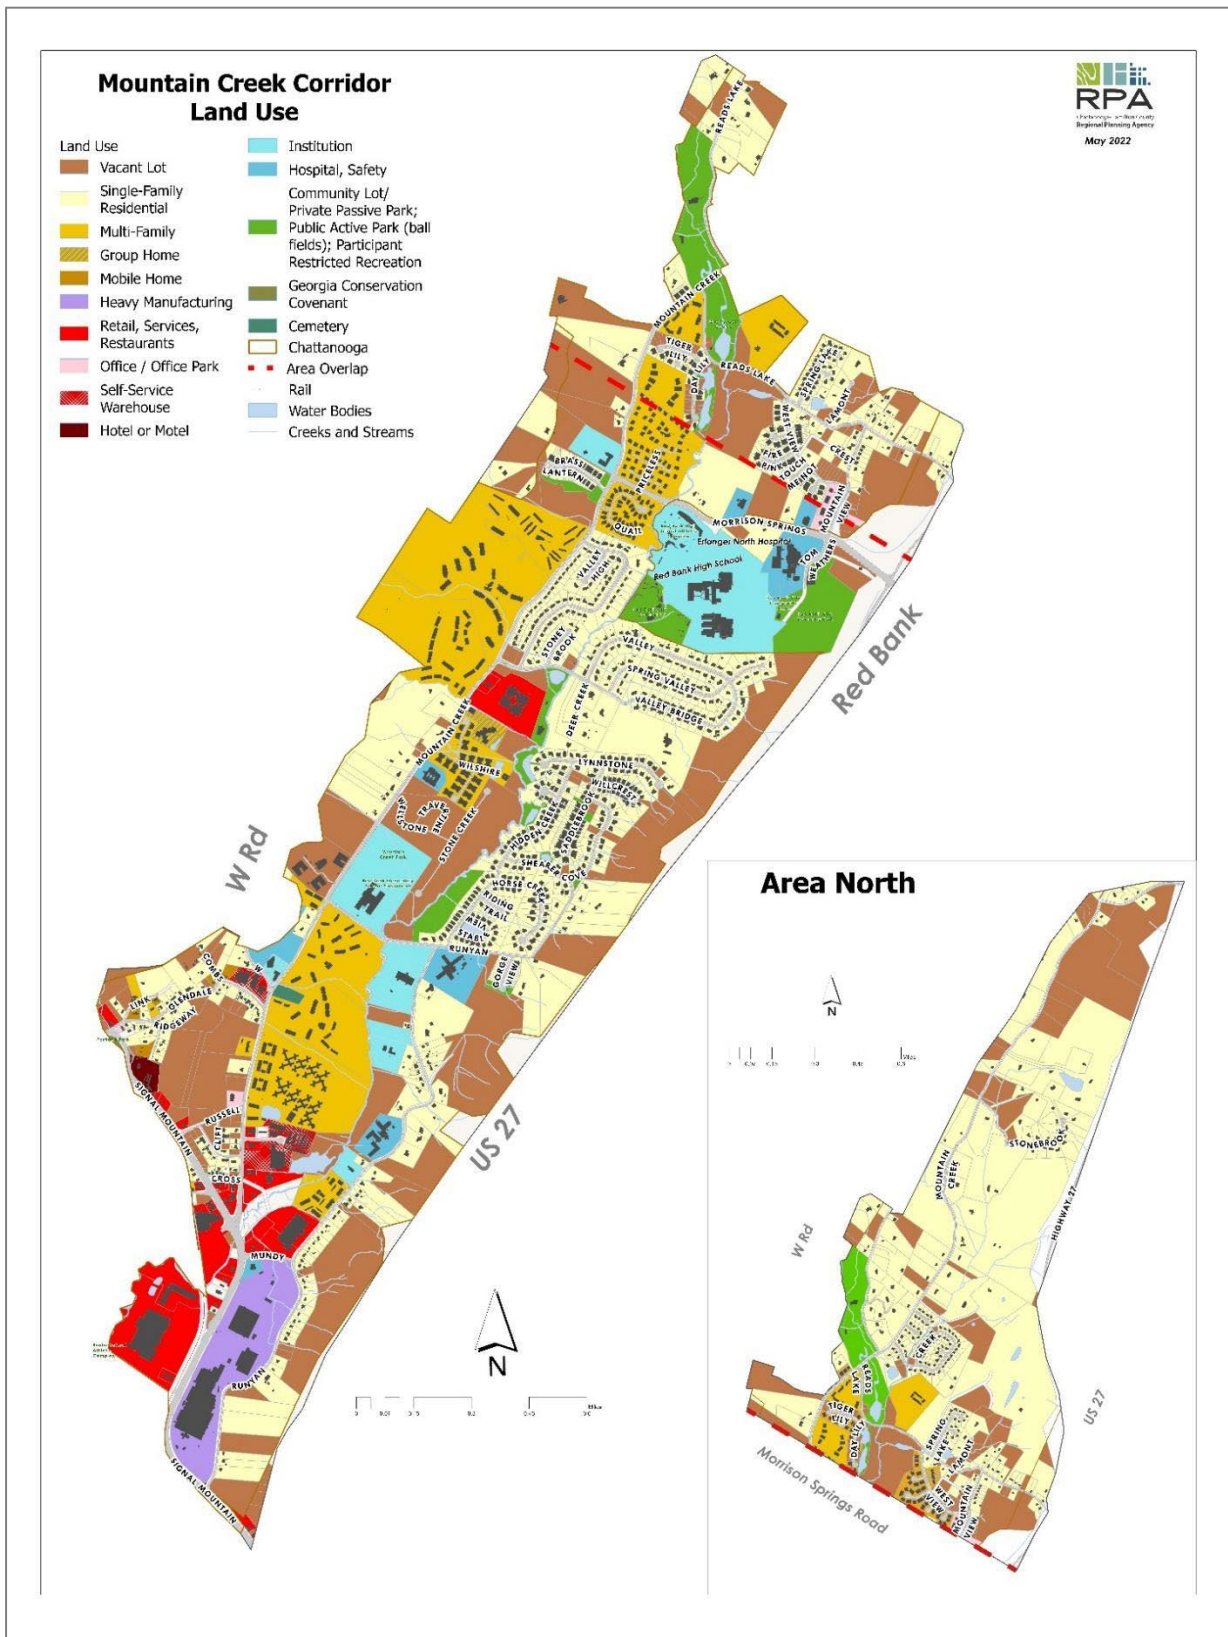 Mountain Creek Corridor
Land Use
RPA
Regional Planning Agency
May 2022
Land Use
Vacant Lot
Single-Family
Residential
Multi-Family
Group Home
Mobile Home
Heavy Manufacturing
Retail, Services,
Restaurants
Office / Office Park
Self-Service
Warehouse
Hotel or Motel
Institution
Hospital, Safety
Community Lot/
Private Passive Park;
Public Active Park (ball
fields); Participant
Restricted Recreation
Georgia Conservation
Covenant
Cemetery
Chattanooga
Area Overlap
Rail
Water Bodies
Creeks and Streams
READS LAKE
MOUNTAIN CREEK
TIGER
LILY
DAY LILY
READS LAKE
SPRING LAKE
LAMONT
WEST VIEW
FIRE
PINK
TOUCH
ME
NOT
CREST
MOUNTAIN
VIEW
BRASS
LANTERN
PRICELESS
QUAIL
MORRISON SPRINGS
Erlanger North Hospital
TOM
WEATHERS
Red Bank High School
VALLEY
HIGH
STONEY
BROOK
VALLEY
SPRING VALLEY
VALLEY BRIDGE
DEER CREEK
Red Bank
MOUNTAIN CREEK
WILSHIRE
LYNNSTONE
WILLCREST
TRAVERTINE
WELLSTONE
STONE CREEK
HIDDEN CREEK
SADDLEBROOK
SHEARER
COVE
HORSE CREEK
RIDING
TRAIL
STABLE
VIEW
RUNYAN
GORGE
VIEW
W Rd
W
COMBS
LINK
GLENDALE
RIDGEWAY
SIGNAL MOUNTAIN
RUSSELL
CLIFT
CROSS
US 27
MUNDY
RUNYAN
SIGNAL MOUNTAIN
N
Area North
N
STONEBROOK
MOUNTAIN
CREEK
HIGHWAY 27
W Rd
CREEK
READS
LAKE
TIGER
LILY
DAY LILY
SPRING
LAKE
LAMONT
WEST
VIEW
MOUNTAIN
VIEW
US 27
Morrison Springs Road